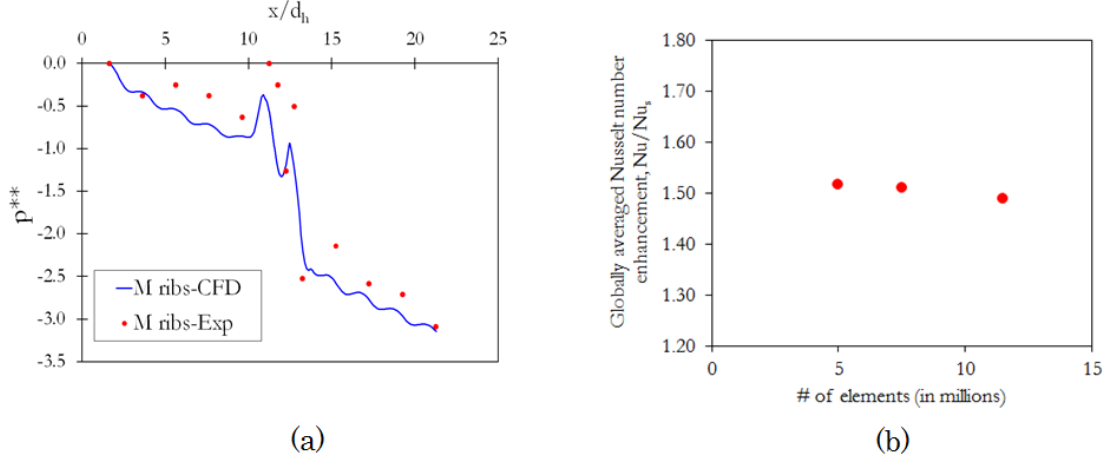 x/dh
0 5 10 15 20 25
0.0
-0.5
-1.0
-1.5
-2.0
-2.5
-3.0
-3.5
p**
M ribs-CFD
M ribs-Exp
(a)
Globally averaged Nusselt number
enhancement, Nu/Nus
1.80
1.70
1.60
1.50
1.40
1.30
1.20
0 5 10 15
# of elements (in millions)
(b)